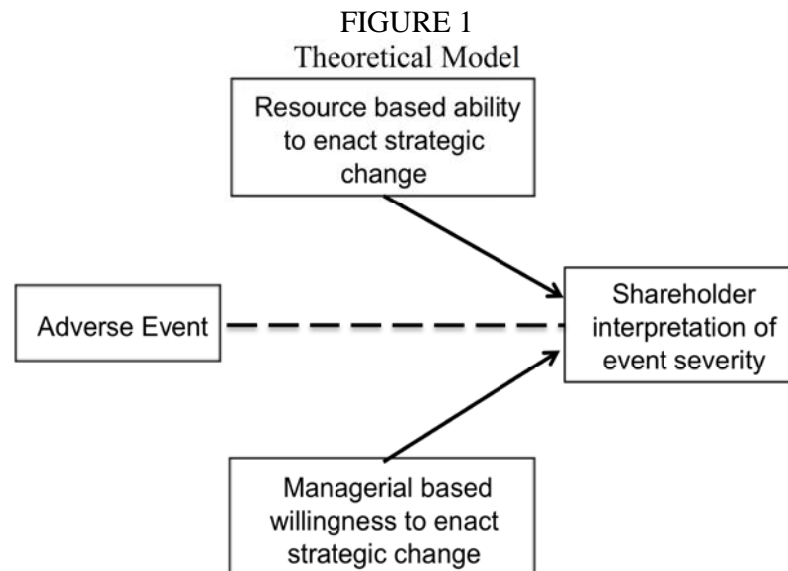 FIGURE 1
Theoretical Model
Resource based ability
to enact strategic
change
Adverse Event
Shareholder
interpretation of
event severity
Managerial based
willingness to enact
strategic change